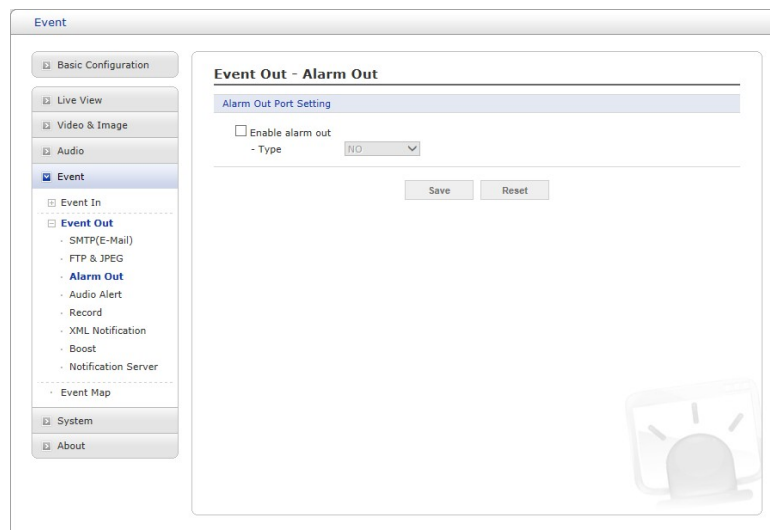 Event
Basic Configuration
Live View
Video & Image
Audio
Event
Event In
Event Out
SMTP(E-Mail)
FTP & JPEG
Alarm Out
Audio Alert
Record
XML Notification
Boost
Notification Server
Event Map
System
About
Event Out - Alarm Out
Alarm Out Port Setting
Enable alarm out
- Type NO
Save Reset